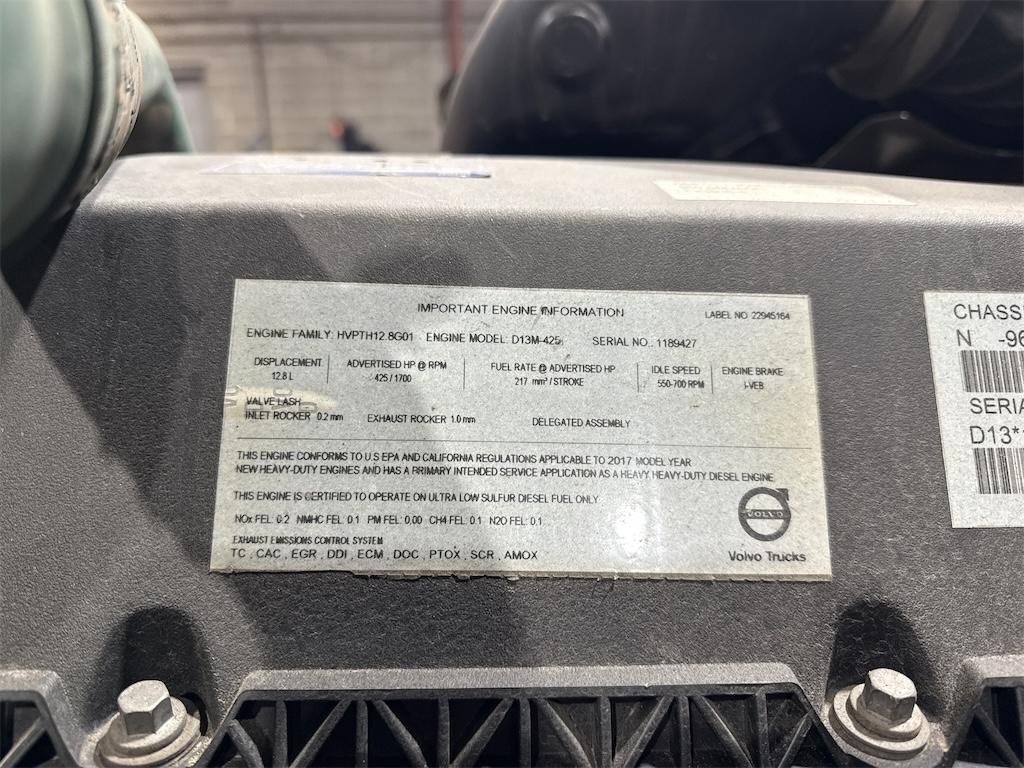 IMPORTANT ENGINE INFORMATION
LABEL NO 22945164
ENGINE FAMILY: HVPTH12.8G01 ENGINE MODEL: D13M-425 SERIAL NO.: 1189427
DISPLACEMENT ADVERTISED HP @ RPM FUEL RATE @ ADVERTISED HP IDLE SPEED ENGINE BRAKE
12.8 L 425 / 1700 217 mm³ / STROKE 550-700 RPM I-VEB
VALVE LASH
INLET ROCKER 0.2 mm EXHAUST ROCKER 1.0 mm DELEGATED ASSEMBLY
THIS ENGINE CONFORMS TO U.S EPA AND CALIFORNIA REGULATIONS APPLICABLE TO 2017 MODEL YEAR
NEW HEAVY-DUTY ENGINES AND HAS A PRIMARY INTENDED SERVICE APPLICATION AS A HEAVY HEAVY-DUTY DIESEL ENGINE
THIS ENGINE IS CERTIFIED TO OPERATE ON ULTRA LOW SULFUR DIESEL FUEL ONLY
NOx FEL: 0.2 NMHC FEL: 0.1 PM FEL: 0.00 CH4 FEL: 0.1 N2O FEL: 0.1
EXHAUST EMISSIONS CONTROL SYSTEM
TC , CAC , EGR , DDI , ECM , DOC , PTOX , SCR , AMOX
VOLVO
Volvo Trucks
CHASS
N -96
SERIA
D13*